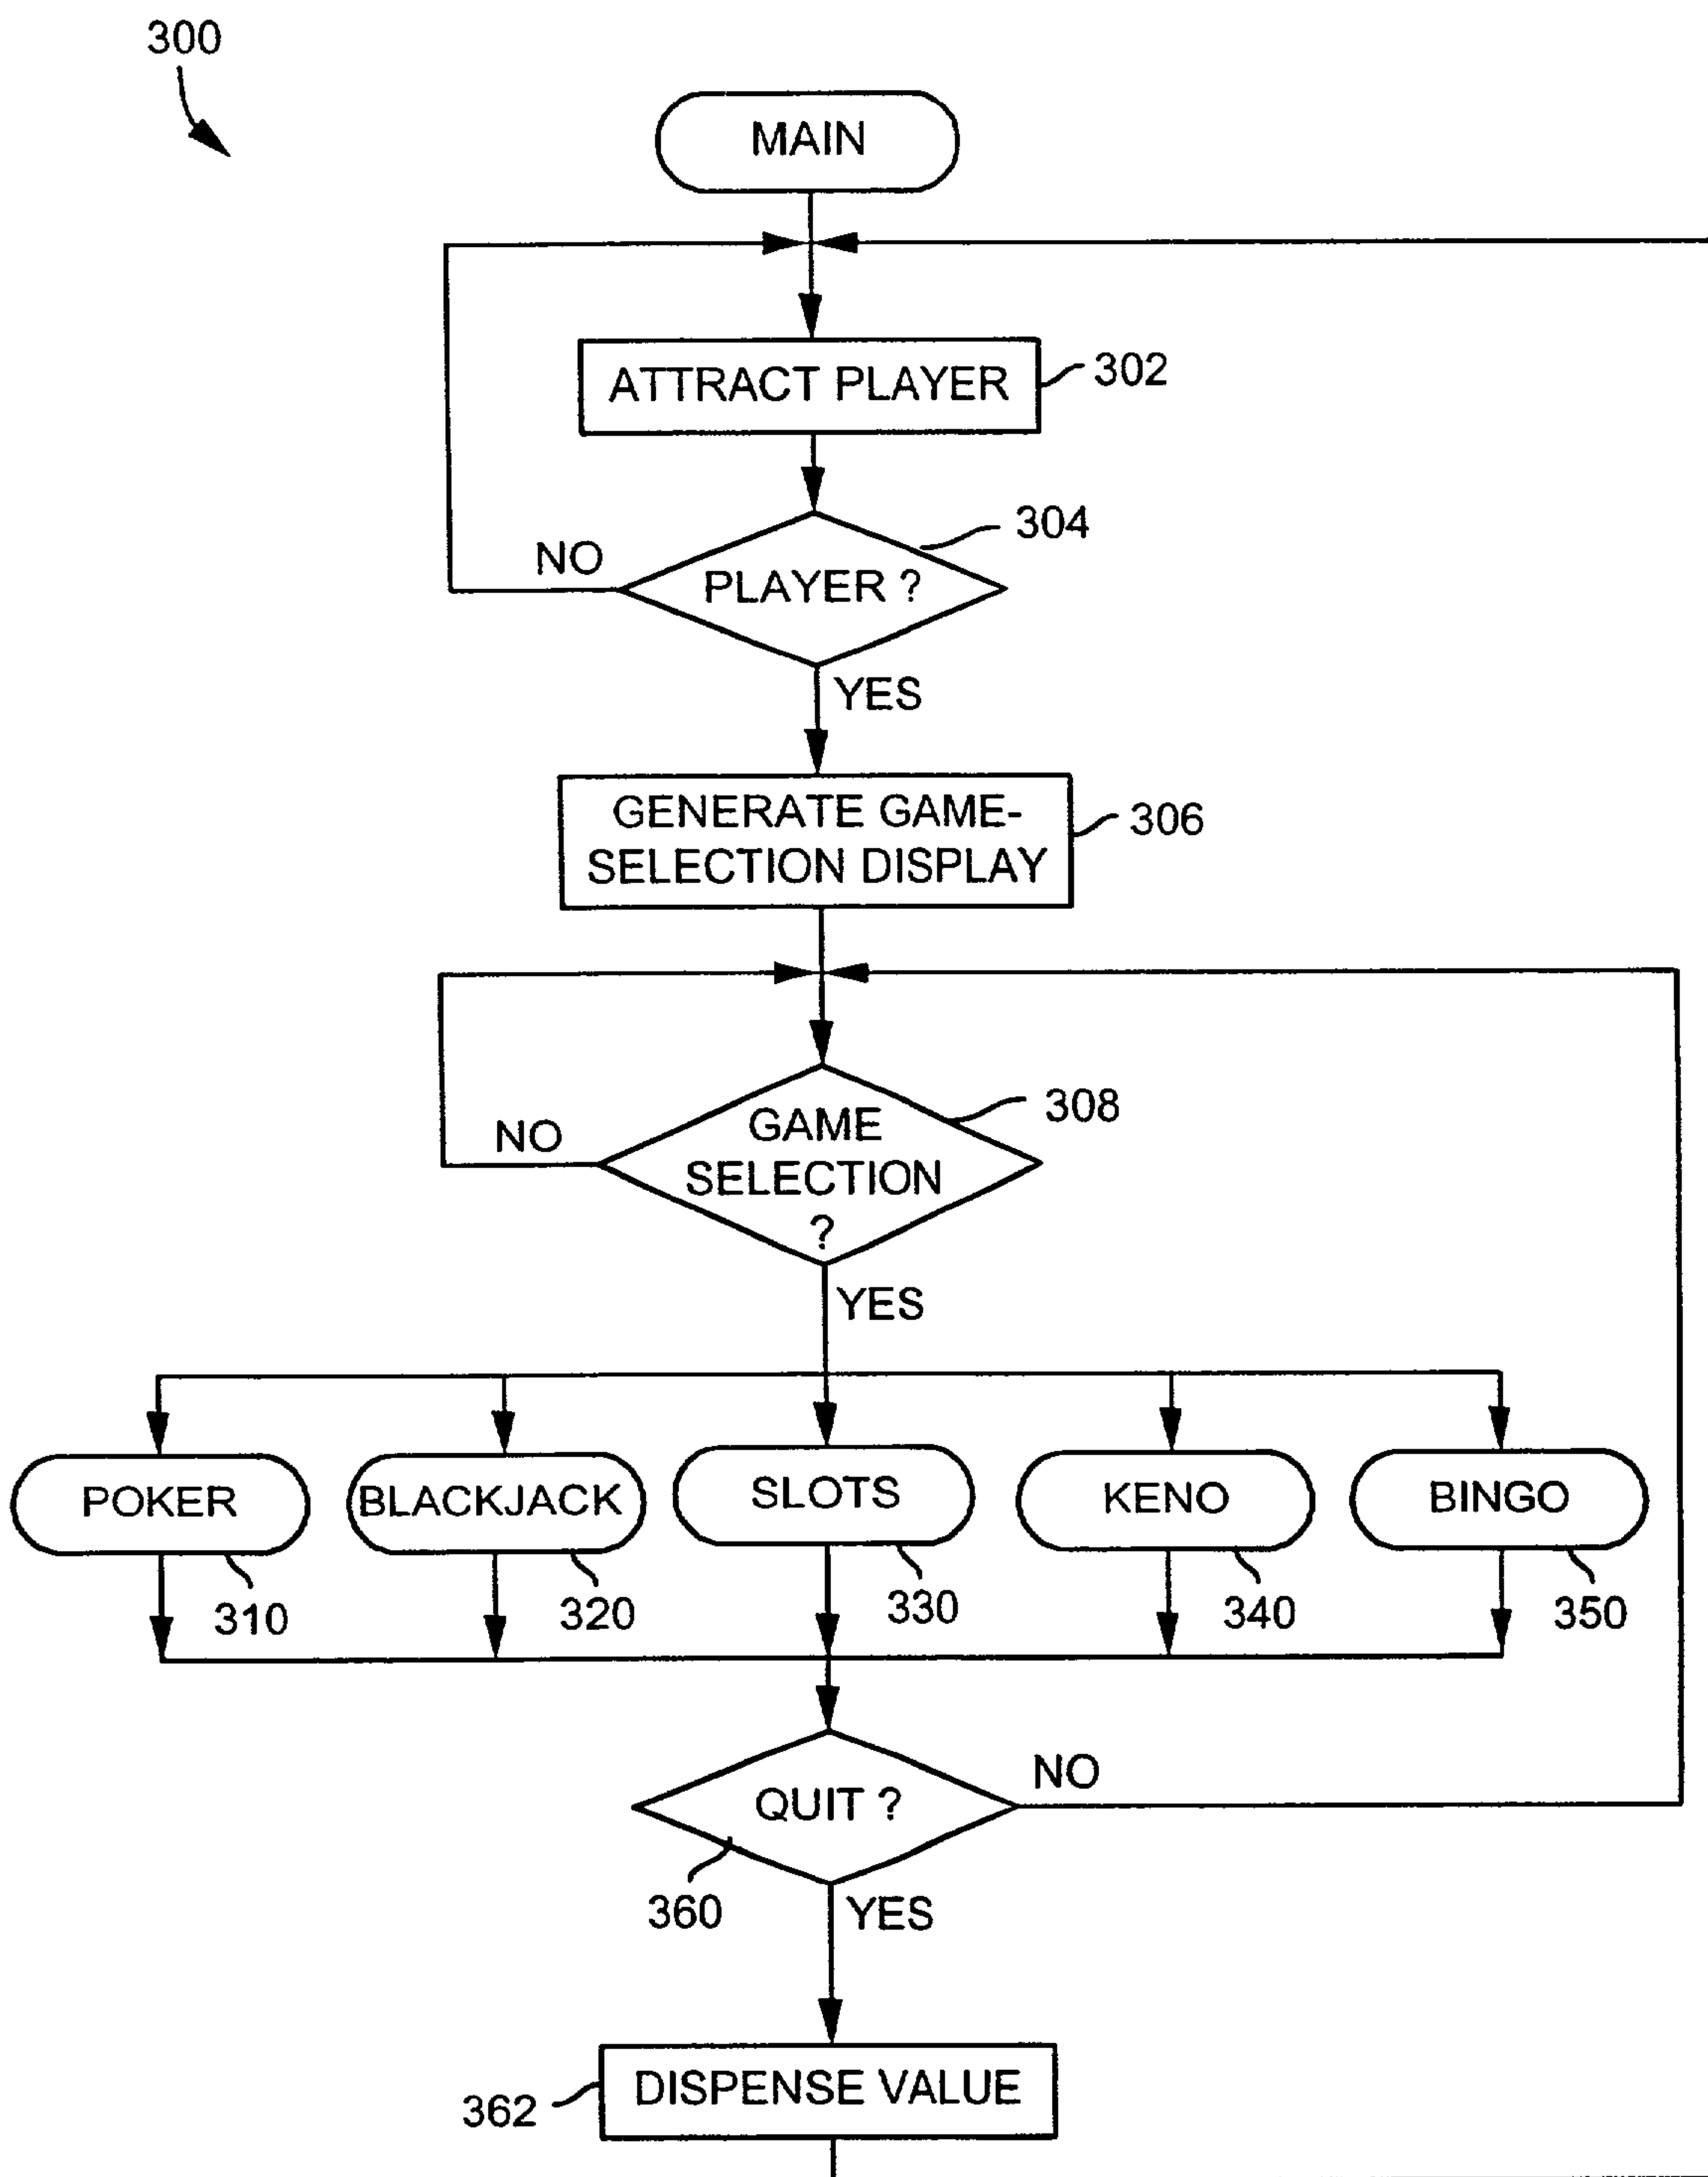 300
MAIN
ATTRACT PLAYER
302
304
NO
PLAYER ?
YES
GENERATE GAME-
SELECTION DISPLAY
306
308
NO
GAME
SELECTION
?
YES
POKER
BLACKJACK
SLOTS
KENO
BINGO
310
320
330
340
350
QUIT ?
NO
360
YES
DISPENSE VALUE
362